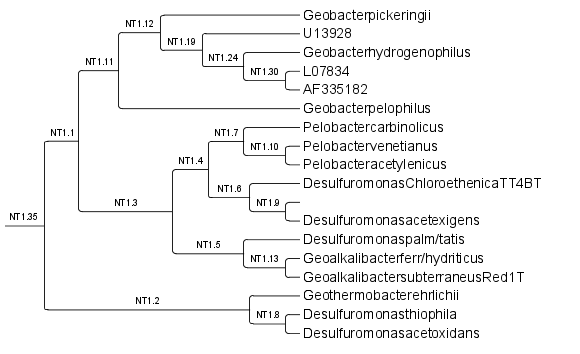 Geobacterpickeringii
NT1.12
U13928
NT1.19
Geobacterhydrogenophilus
NT1.24
NT1.11
L07834
NT1.30
AF335182
Geobacterpelophilus
Pelobactercarbinolicus
NT1.7
NT1.1
Pelobactervenetianus
NT1.10
NT1.4
Pelobacteracetylenicus
DesulfuromonasChloroethenicaTT4BT
NT1.6
NT1.3
NT1.9
NT1.35
Desulfuromonasacetexigens
Desulfuromonaspalm/tatis
NT1.5
Geoalkalibacterferr/hydriticus
NT1.13
GeoalkalibactersubterraneusRed1T
Geothermobacterehrlichii
NT1.2
Desulfuromonasthiophila
NT1.8
Desulfuromonasacetoxidans